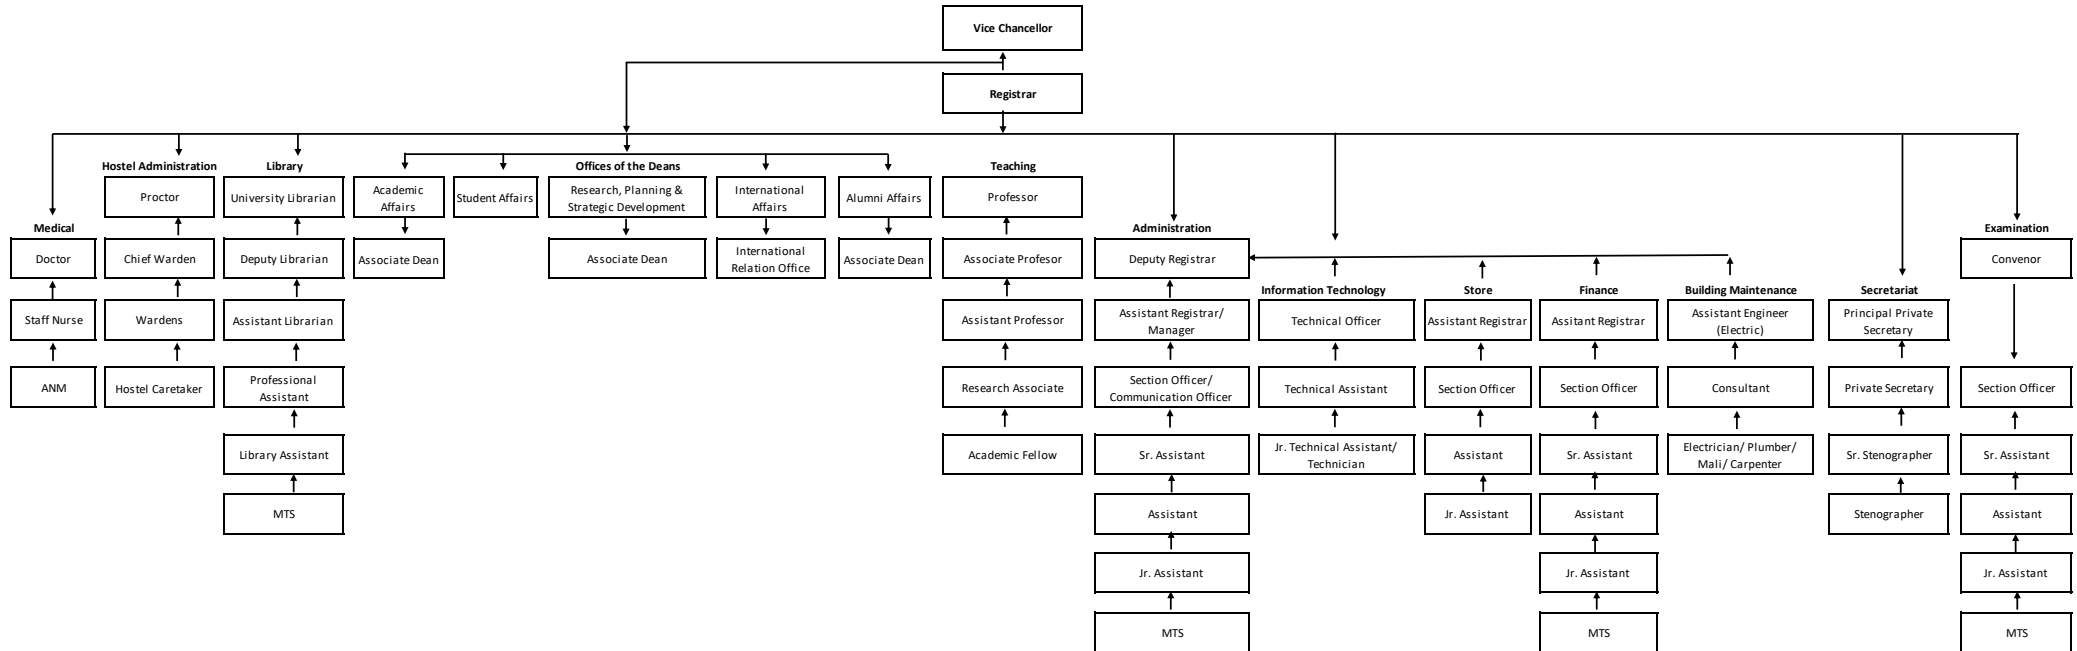 Vice Chancellor
Registrar
Hostel Administration
Library
Offices of the Deans
Teaching
Proctor
University Librarian
Academic
Affairs
Student Affairs
Research, Planning &
Strategic Development
International
Affairs
Alumni Affairs
Professor
Medical
Administration
Examination
Doctor
Chief Warden
Deputy Librarian
Associate Dean
Associate Dean
International
Relation Office
Associate Dean
Associate Profesor
Deputy Registrar
Convenor
Information Technology
Store
Finance
Building Maintenance
Secretariat
Staff Nurse
Wardens
Assistant Librarian
Assistant Professor
Assistant Registrar/
Manager
Technical Officer
Assistant Registrar
Assitant Registrar
Assistant Engineer
(Electric)
Principal Private
Secretary
ANM
Hostel Caretaker
Professional
Assistant
Research Associate
Section Officer/
Communication Officer
Technical Assistant
Section Officer
Section Officer
Consultant
Private Secretary
Section Officer
Library Assistant
Academic Fellow
Sr. Assistant
Jr. Technical Assistant/
Technician
Assistant
Sr. Assistant
Electrician/ Plumber/
Mali/ Carpenter
Sr. Stenographer
Sr. Assistant
MTS
Assistant
Jr. Assistant
Assistant
Stenographer
Assistant
Jr. Assistant
Jr. Assistant
Jr. Assistant
MTS
MTS
MTS